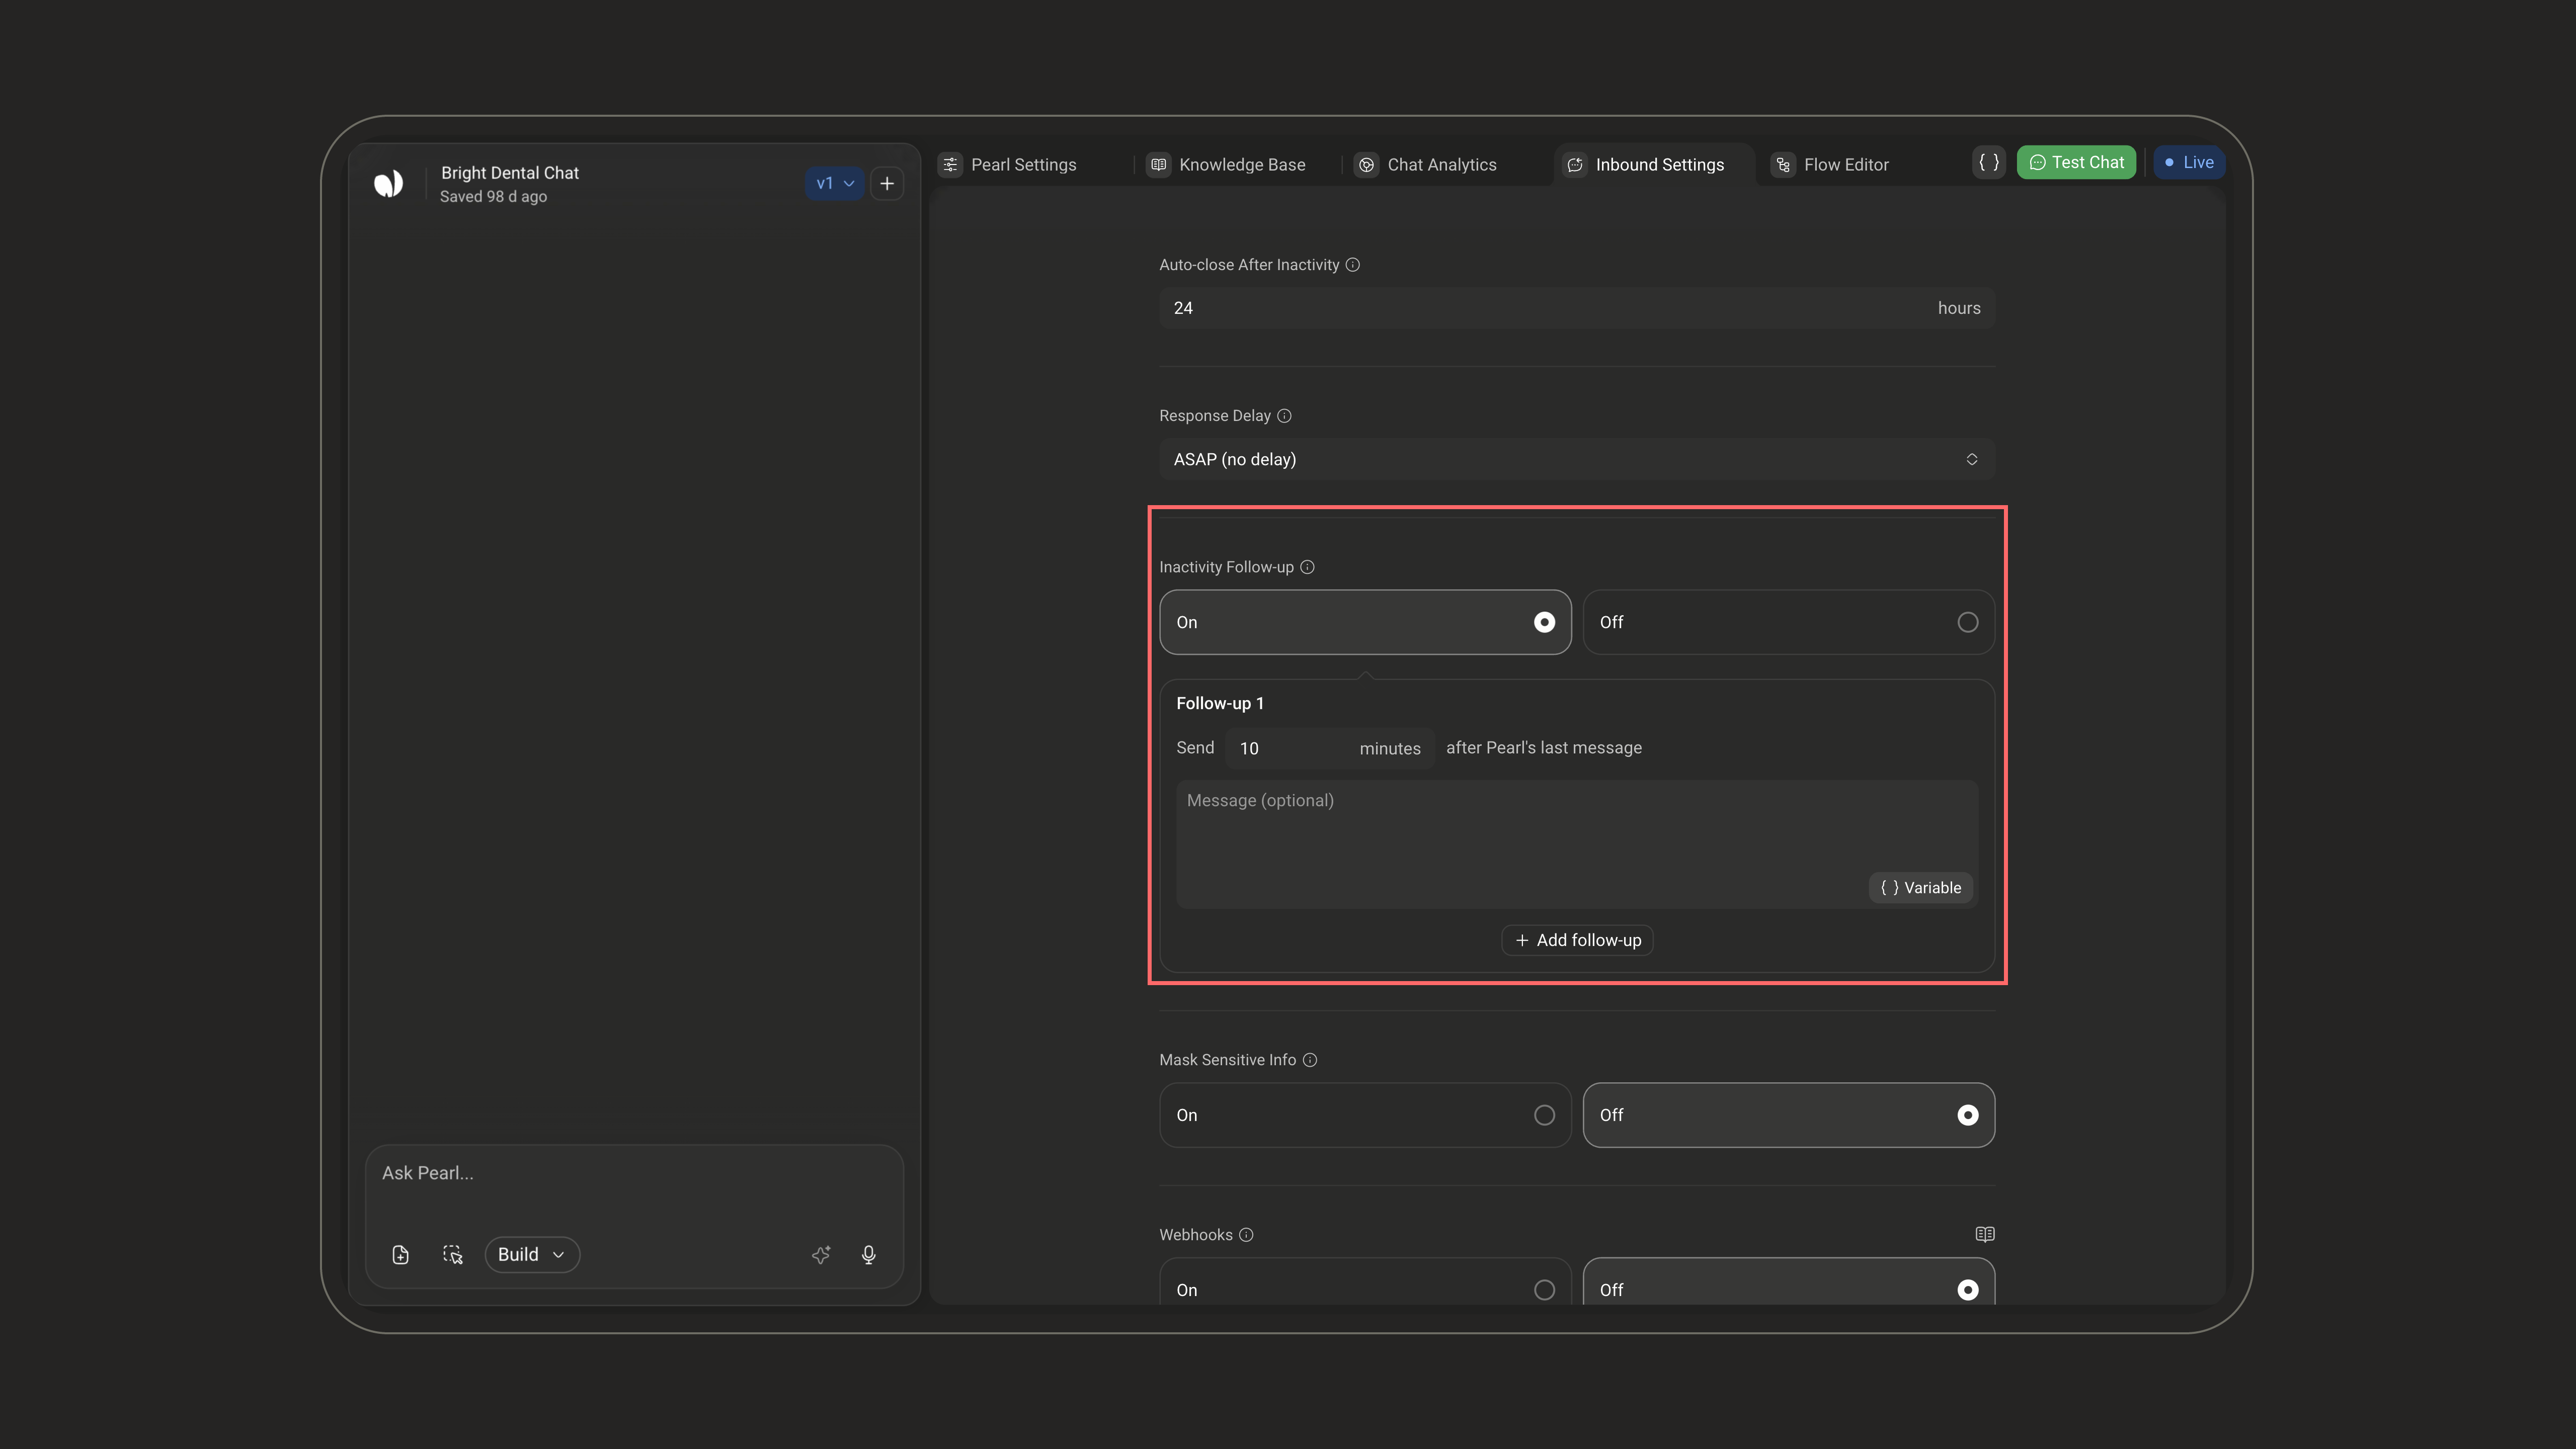 Bright Dental Chat
Saved 98 d ago
v1
Pearl Settings
Knowledge Base
Chat Analytics
Inbound Settings
Flow Editor
{ }
Test Chat
Live
Auto-close After Inactivity
24 hours
Response Delay
ASAP (no delay)
Inactivity Follow-up
On
Off
Follow-up 1
Send 10 minutes after Pearl's last message
Message (optional)
{ } Variable
+ Add follow-up
Mask Sensitive Info
On
Off
Webhooks
On
Off
Ask Pearl...
Build